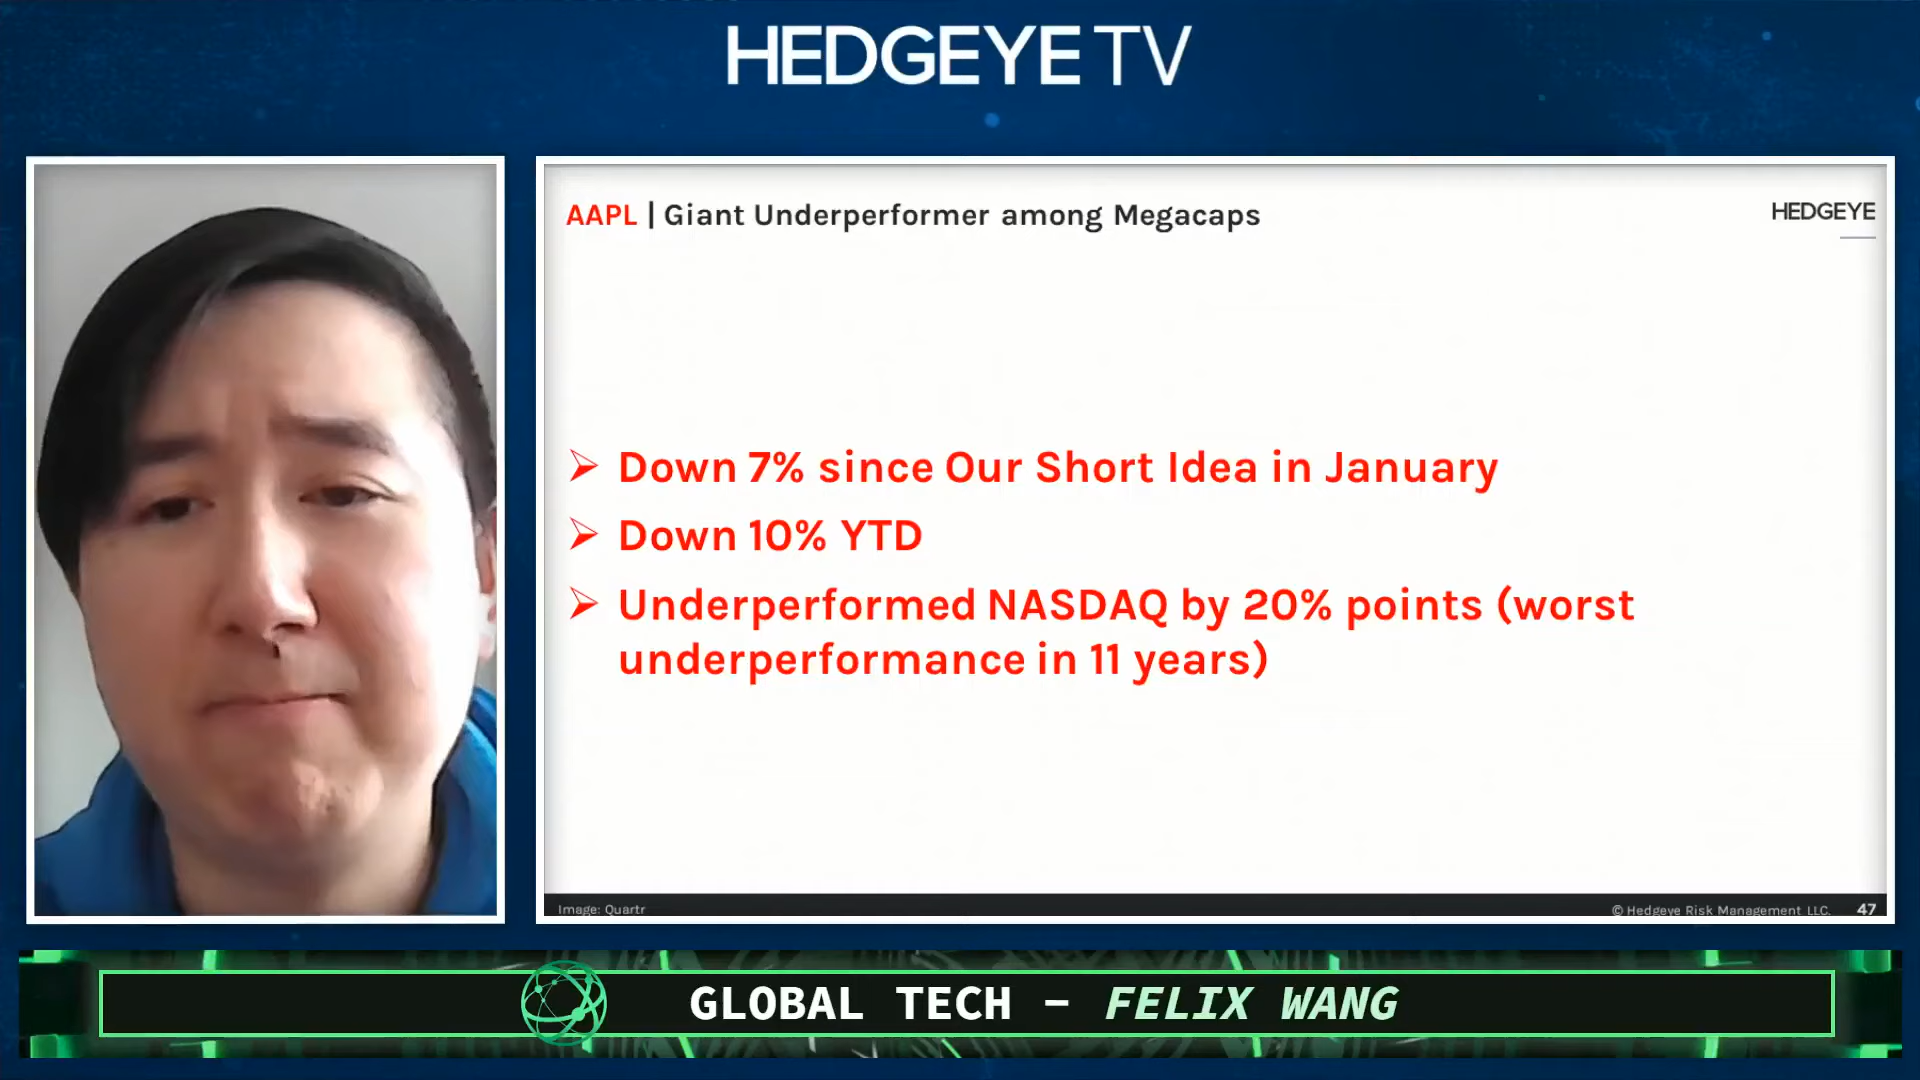 HEDGEYE TV
AAPL | Giant Underperformer among Megacaps
HEDGEYE
➢ Down 7% since Our Short Idea in January
➢ Down 10% YTD
➢ Underperformed NASDAQ by 20% points (worst
underperformance in 11 years)
Image: Quartr
© Hedgeye Risk Management LLC. 47
GLOBAL TECH - FELIX WANG